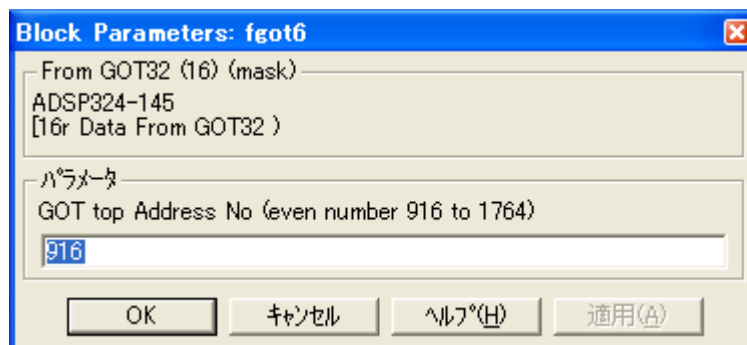 Block Parameters: fgot6
From GOT32 (16) (mask)
ADSP324-145
[16r Data From GOT32 )
パラメータ
GOT top Address No (even number 916 to 1764)
916
OK キャンセル ヘルプ(H) 適用(A)